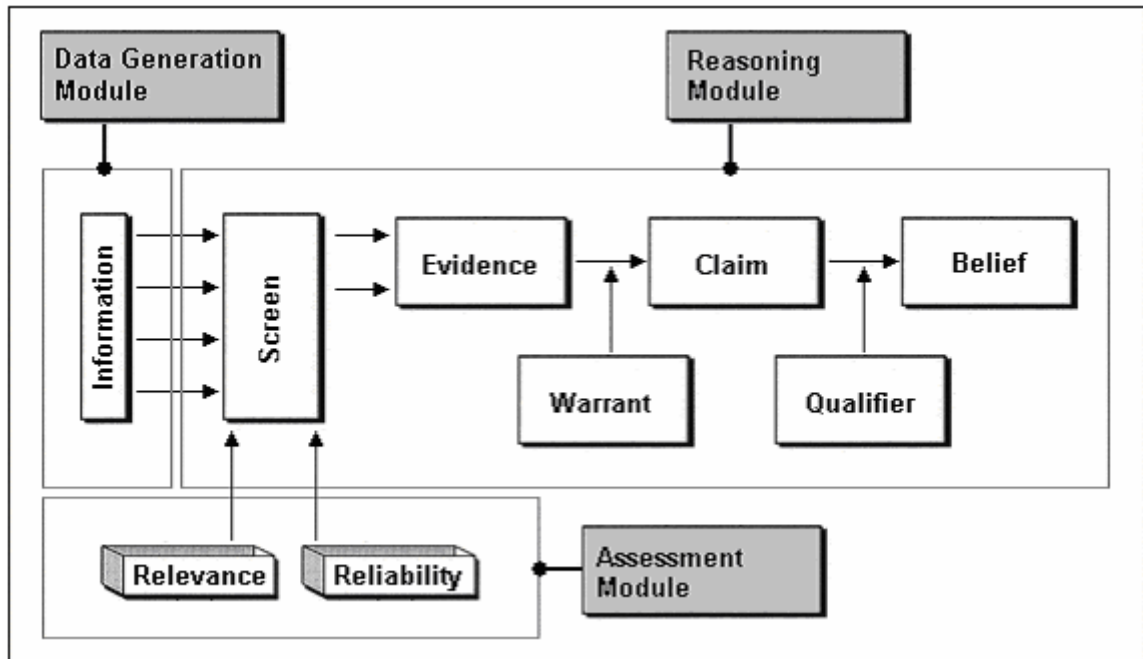 Data Generation
Module
Reasoning
Module
Information
Screen
Evidence
Claim
Belief
Warrant
Qualifier
Relevance
Reliability
Assessment
Module